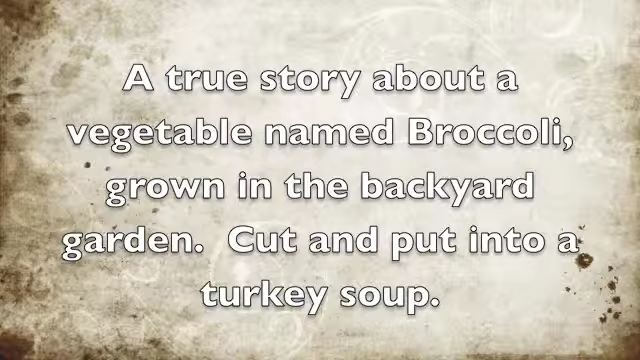 A true story about a
vegetable named Broccoli,
grown in the backyard
garden.  Cut and put into a
turkey soup.